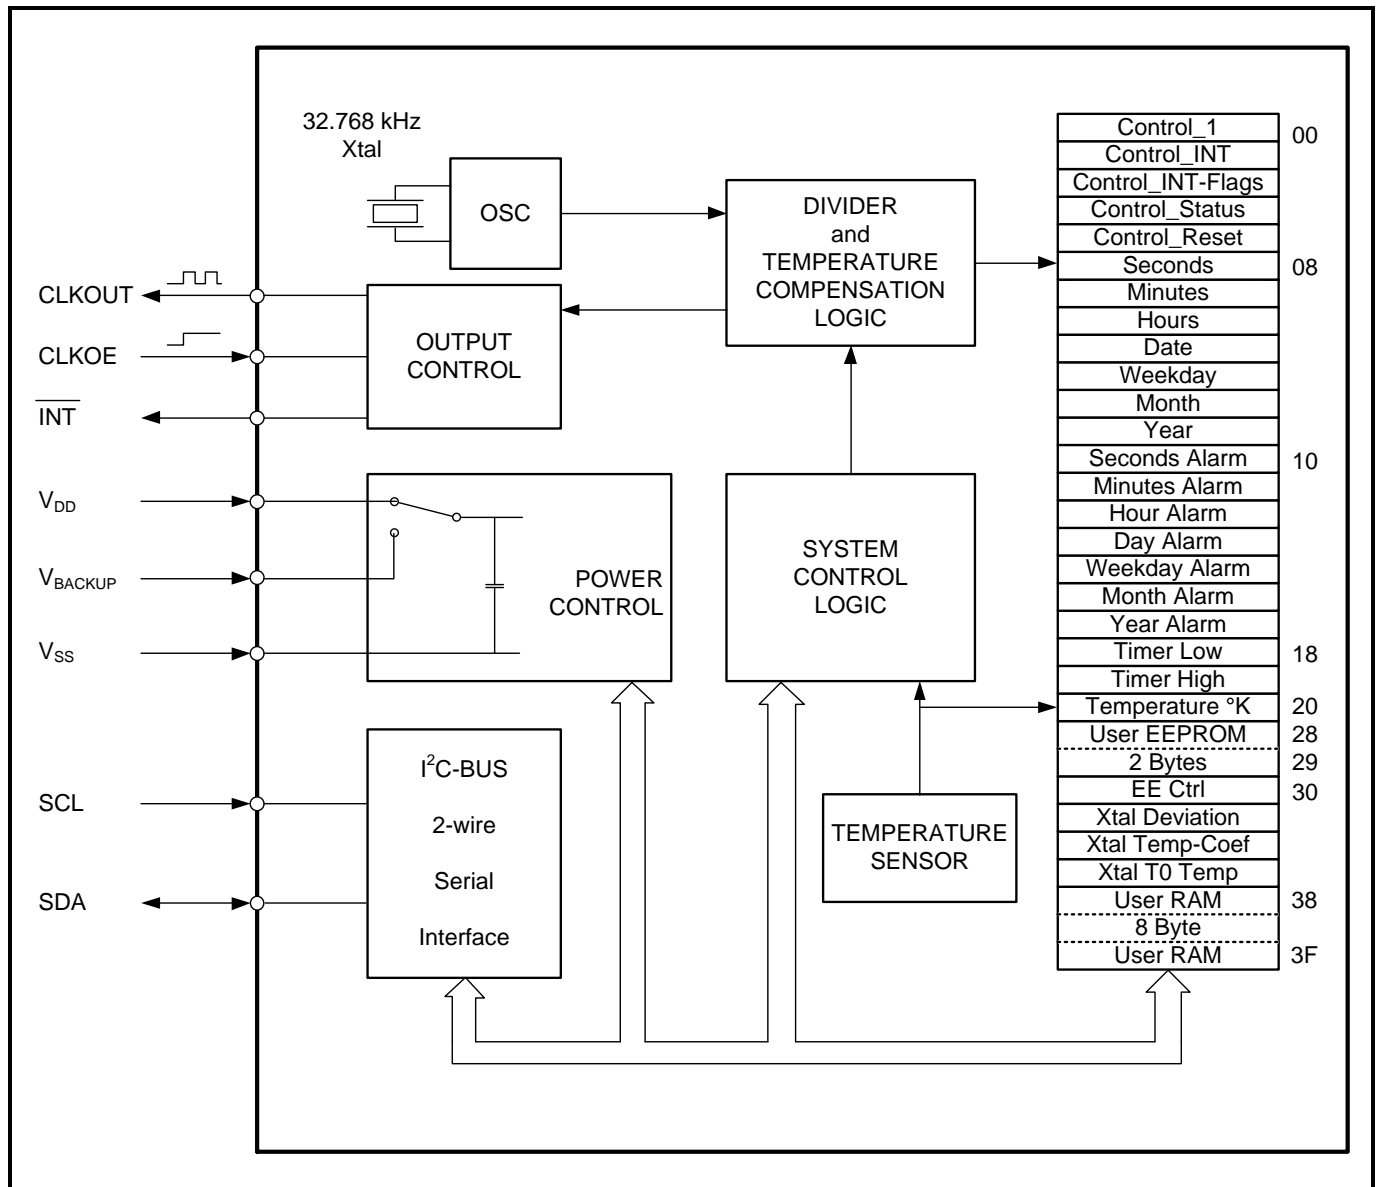 32.768 kHz
Xtal
OSC
DIVIDER
and
TEMPERATURE
COMPENSATION
LOGIC
CLKOUT
CLKOE
INT
OUTPUT
CONTROL
VDD
VBACKUP
VSS
POWER
CONTROL
SYSTEM
CONTROL
LOGIC
SCL
SDA
I²C-BUS
2-wire
Serial
Interface
TEMPERATURE
SENSOR
Control_1 00
Control_INT
Control_INT-Flags
Control_Status
Control_Reset
Seconds 08
Minutes
Hours
Date
Weekday
Month
Year
Seconds Alarm 10
Minutes Alarm
Hour Alarm
Day Alarm
Weekday Alarm
Month Alarm
Year Alarm
Timer Low 18
Timer High
Temperature °K 20
User EEPROM 28
2 Bytes 29
EE Ctrl 30
Xtal Deviation
Xtal Temp-Coef
Xtal T0 Temp
User RAM 38
8 Byte
User RAM 3F